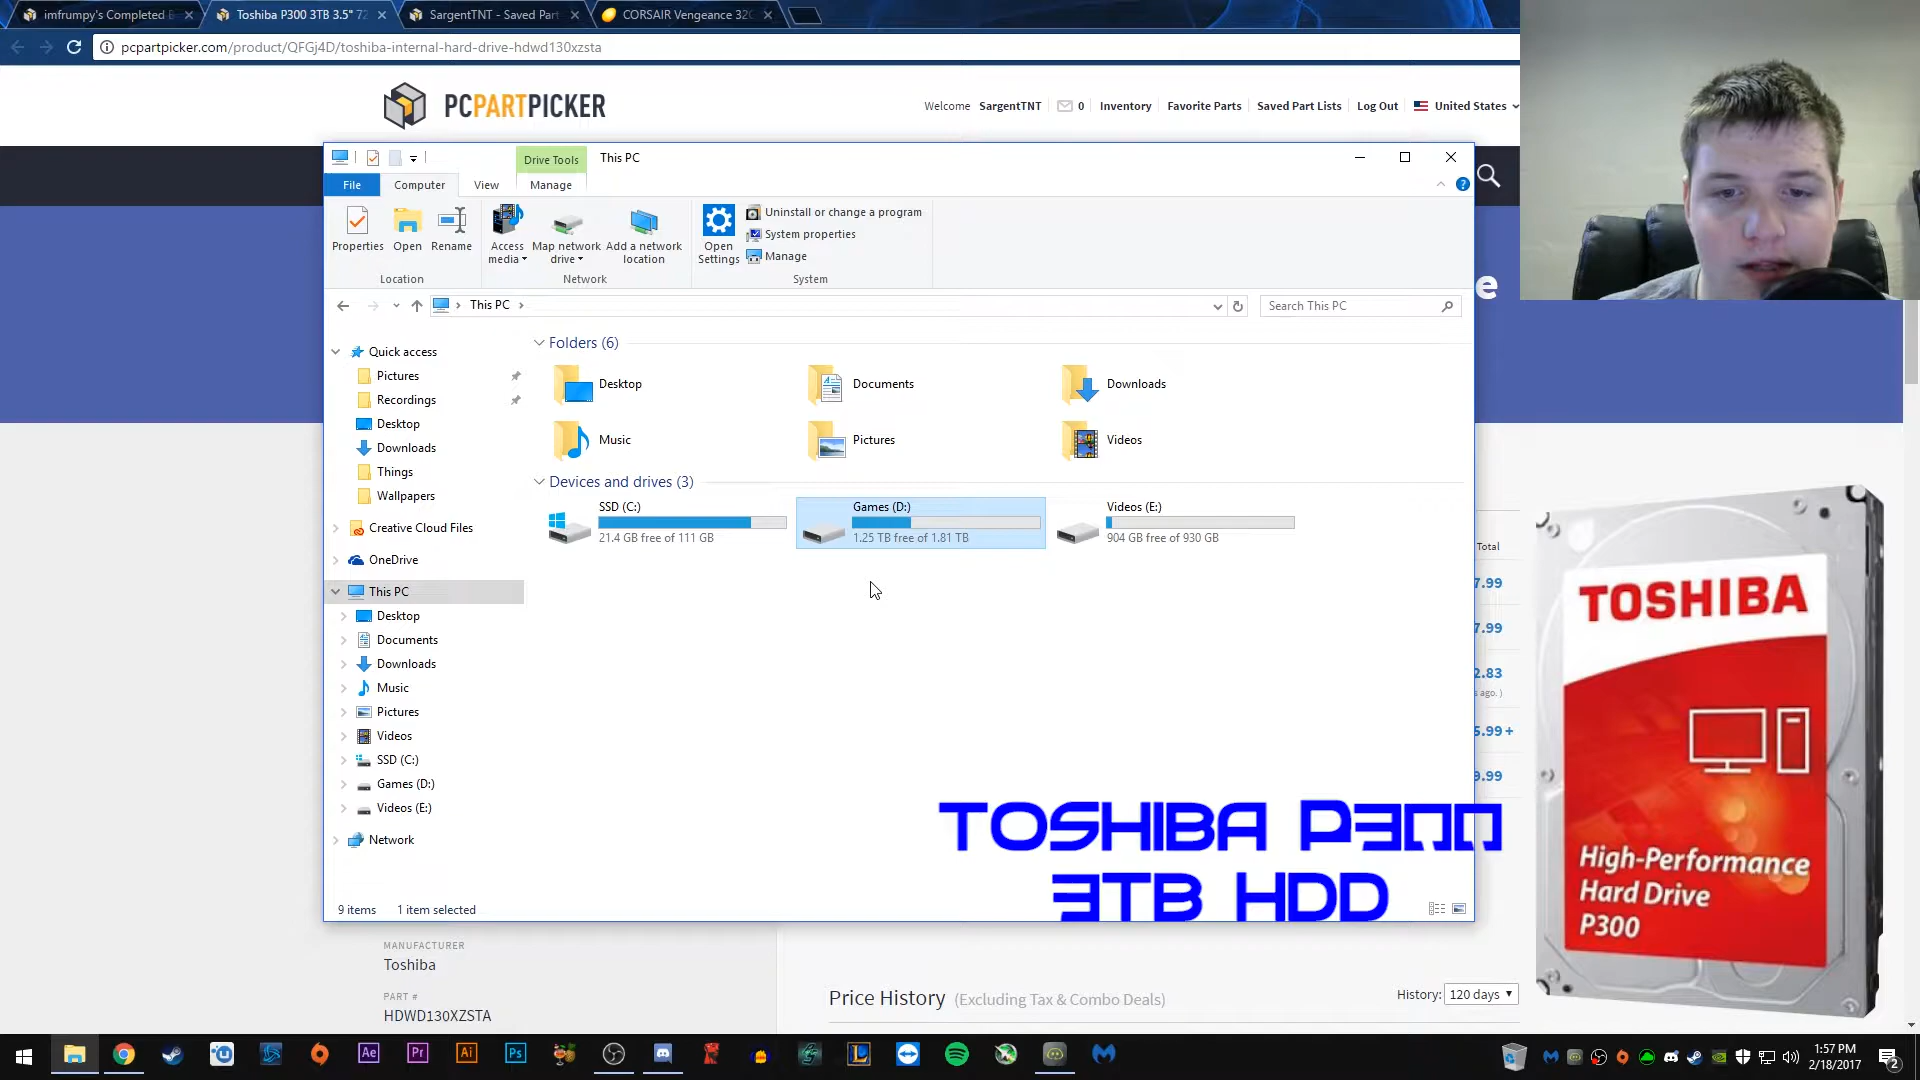 imfrumpy's Completed B
Toshiba P300 3TB 3.5" 72
SargentTNT - Saved Part
CORSAIR Vengeance 32G
pcpartpicker.com/product/QFGj4D/toshiba-internal-hard-drive-hdwd130xzsta
PCPARTPICKER
Welcome SargentTNT 0 Inventory Favorite Parts Saved Part Lists Log Out United States
Drive Tools This PC
File Computer View Manage
Properties Open Rename
Access media
Map network drive
Add a network location
Open Settings
Uninstall or change a program
System properties
Manage
Location Network System
This PC
Search This PC
Quick access
Pictures
Recordings
Desktop
Downloads
Things
Wallpapers
Creative Cloud Files
OneDrive
This PC
Desktop
Documents
Downloads
Music
Pictures
Videos
SSD (C:)
Games (D:)
Videos (E:)
Network
Folders (6)
Desktop Documents Downloads
Music Pictures Videos
Devices and drives (3)
SSD (C:)
21.4 GB free of 111 GB
Games (D:)
1.25 TB free of 1.81 TB
Videos (E:)
904 GB free of 930 GB
9 items 1 item selected
e
Total
7.99
7.99
2.83
s ago. )
5.99+
9.99
TOSHIBA
High-Performance
Hard Drive
P300
TOSHIBA P300
3TB HDD
MANUFACTURER
Toshiba
PART #
HDWD130XZSTA
Price History (Excluding Tax & Combo Deals)
History: 120 days
Ae Pr Ai Ps
1:57 PM
2/18/2017
2